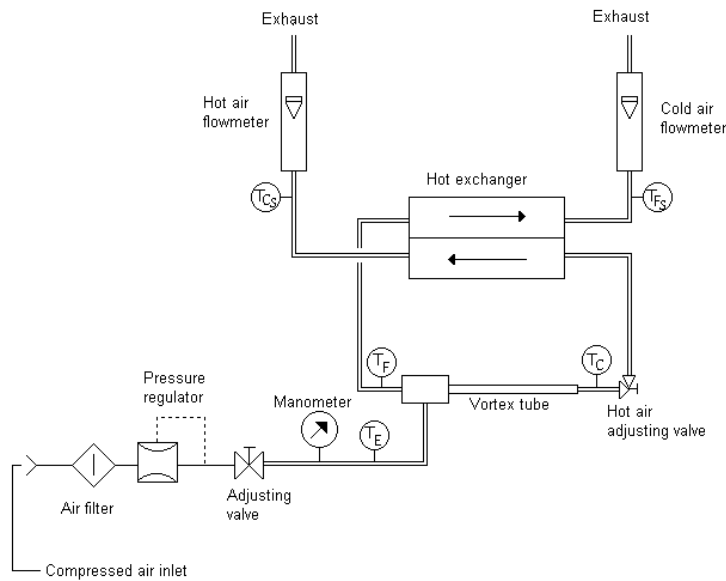 Exhaust
Exhaust
Hot air
flowmeter
Cold air
flowmeter
Hot exchanger
TCS
TFS
TF
TC
Pressure
regulator
Manometer
Vortex tube
Hot air
adjusting valve
TE
Air filter
Adjusting
valve
Compressed air inlet